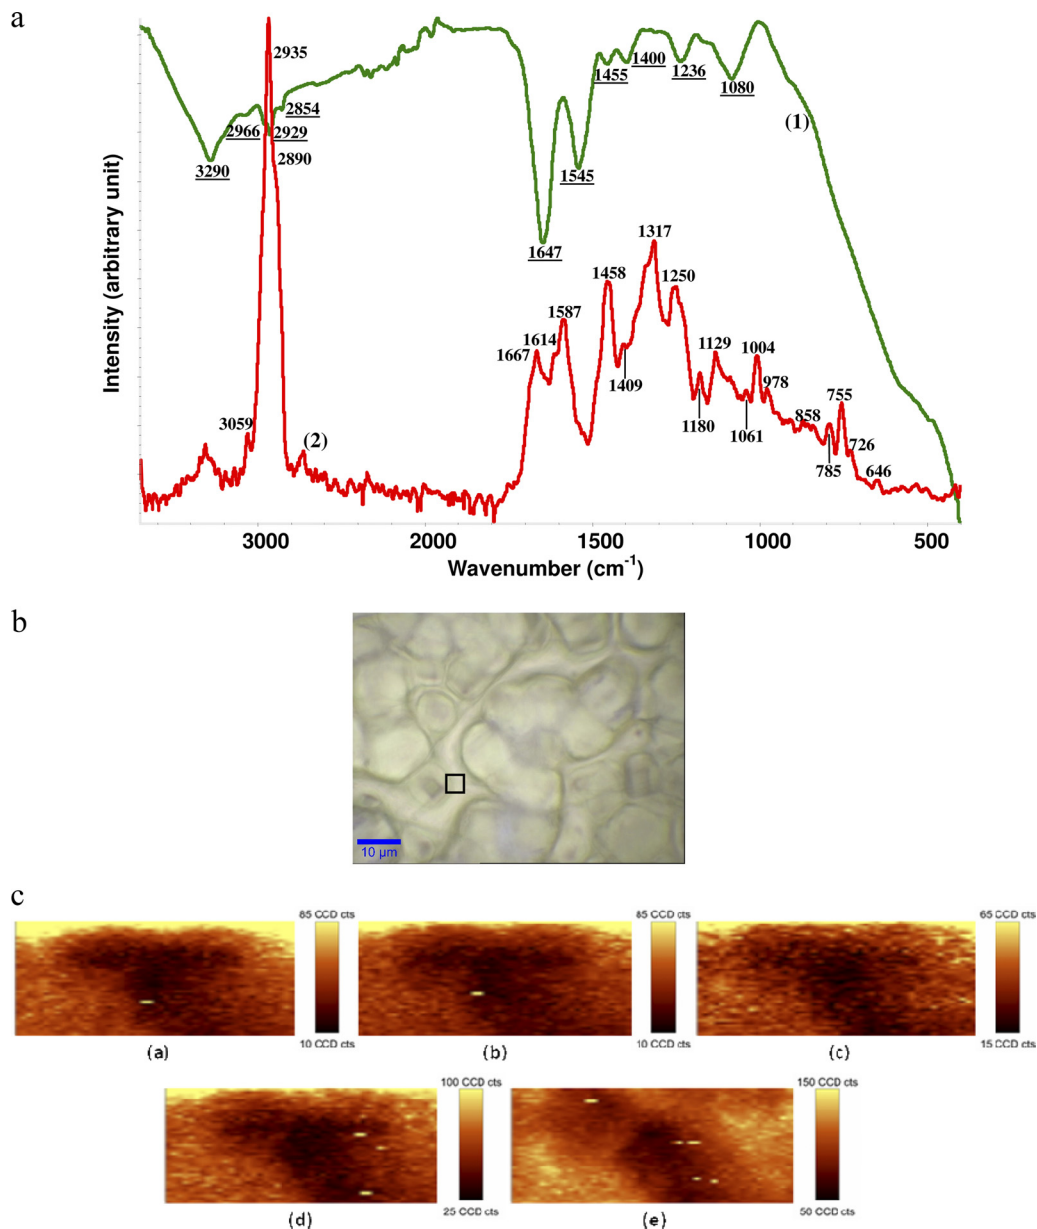 a
2935
2854
2966
2929
2890
3290
1455
1400
1236
1080
(1)
1545
1647
Intensity (arbitrary unit)
1317
1458
1250
1587
1614
1667
1409
1129
1004
978
755
3059
(2)
1180
1061
858
785
726
646
3000
2000
1500
1000
500
Wavenumber (cm-1)
b
10 µm
c
85 CCD cts
10 CCD cts
(a)
85 CCD cts
10 CCD cts
(b)
65 CCD cts
15 CCD cts
(c)
100 CCD cts
25 CCD cts
(d)
150 CCD cts
50 CCD cts
(e)